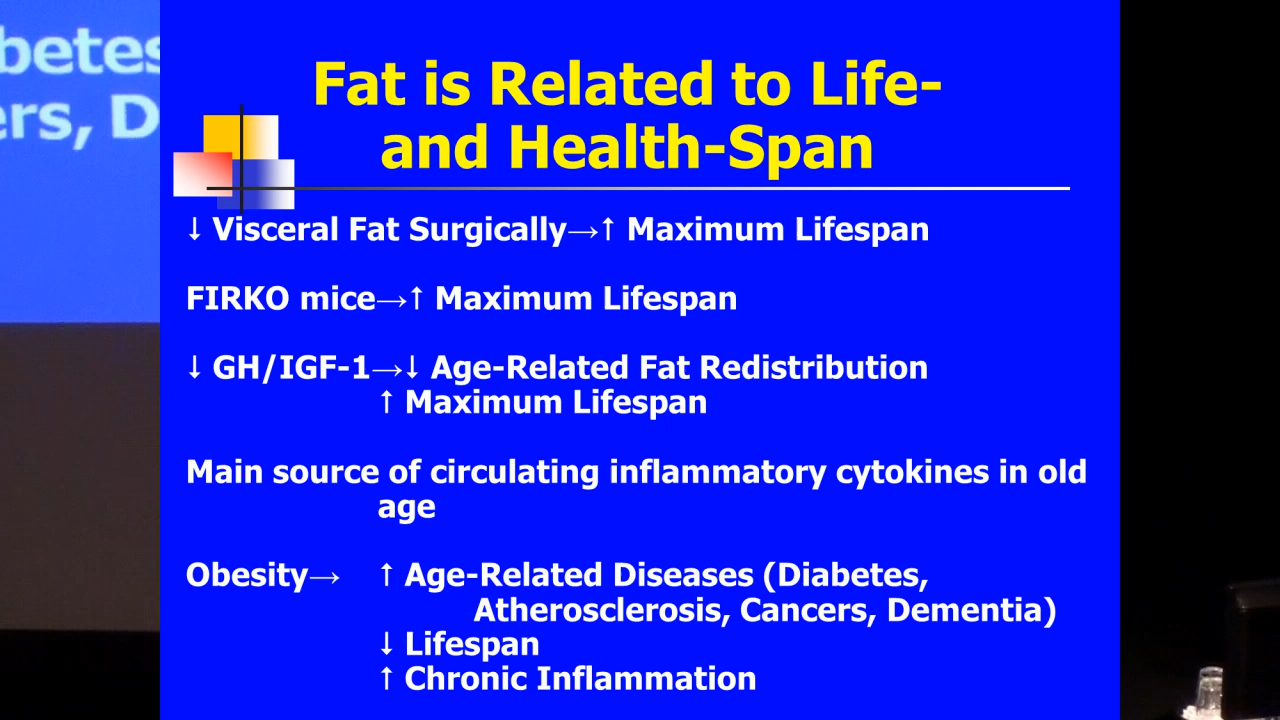 betes
ers, D
Fat is Related to Life-
and Health-Span
↓ Visceral Fat Surgically→↑ Maximum Lifespan
FIRKO mice→↑ Maximum Lifespan
↓ GH/IGF-1→↓ Age-Related Fat Redistribution
↑ Maximum Lifespan
Main source of circulating inflammatory cytokines in old
age
Obesity→ ↑ Age-Related Diseases (Diabetes,
Atherosclerosis, Cancers, Dementia)
↓ Lifespan
↑ Chronic Inflammation